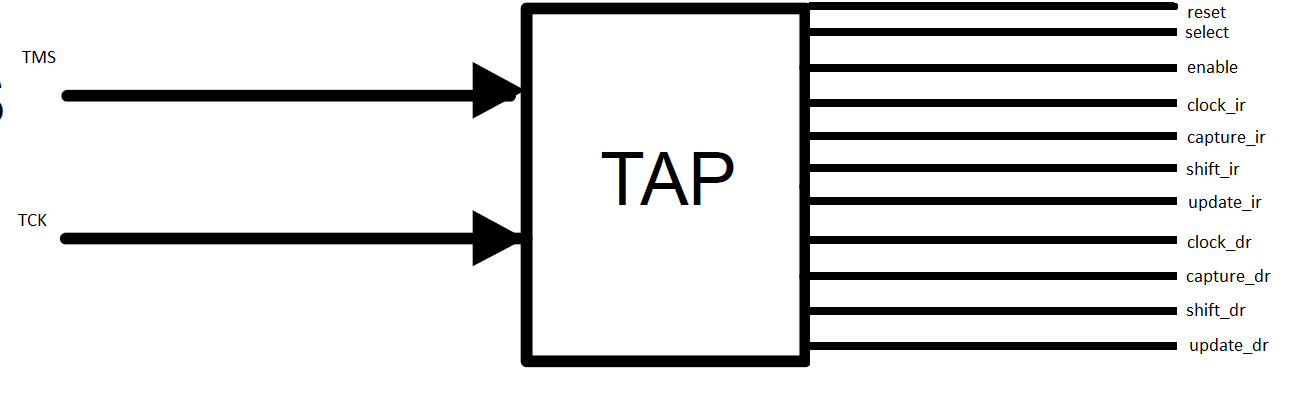 reset
select
TMS
enable
clock_ir
capture_ir
TAP
shift_ir
update_ir
TCK
clock_dr
capture_dr
shift_dr
update_dr